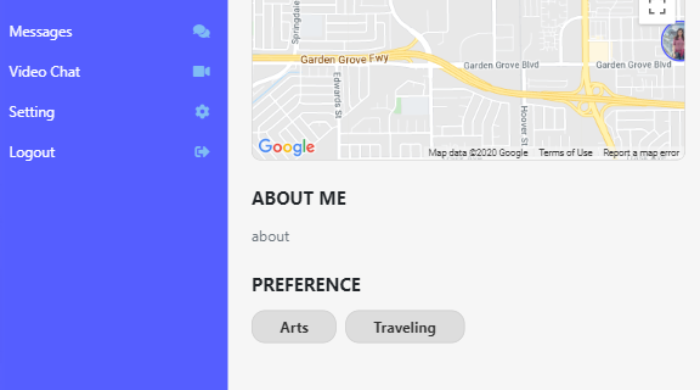 Messages
Video Chat
Setting
Logout
Springdale
Garden Grove Fwy
Garden Grove Blvd
Garden Grove Blvd
Edwards St
Hoover St
Google
Map data ©2020 Google Terms of Use Report a map error
ABOUT ME
about
PREFERENCE
Arts
Traveling